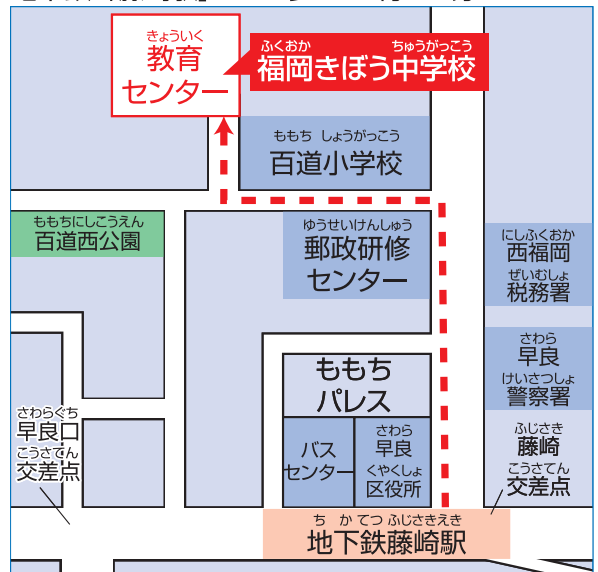 きょういく
教育
センター
ふくおか ちゅうがっこう
福岡きぼう中学校
ももち しょうがっこう
百道小学校
ももちにしこうえん
百道西公園
ゆうせいけんしゅう
郵政研修
センター
にしふくおか
西福岡
ぜいむしょ
税務署
さわら
早良
けいさつしょ
警察署
ももち
パレス
さわらぐち
早良口
こうさてん
交差点
バス
センター
さわら
早良
くやくしょ
区役所
ふじさき
藤崎
こうさてん
交差点
ち か てつ ふじさきえき
地下鉄藤崎駅